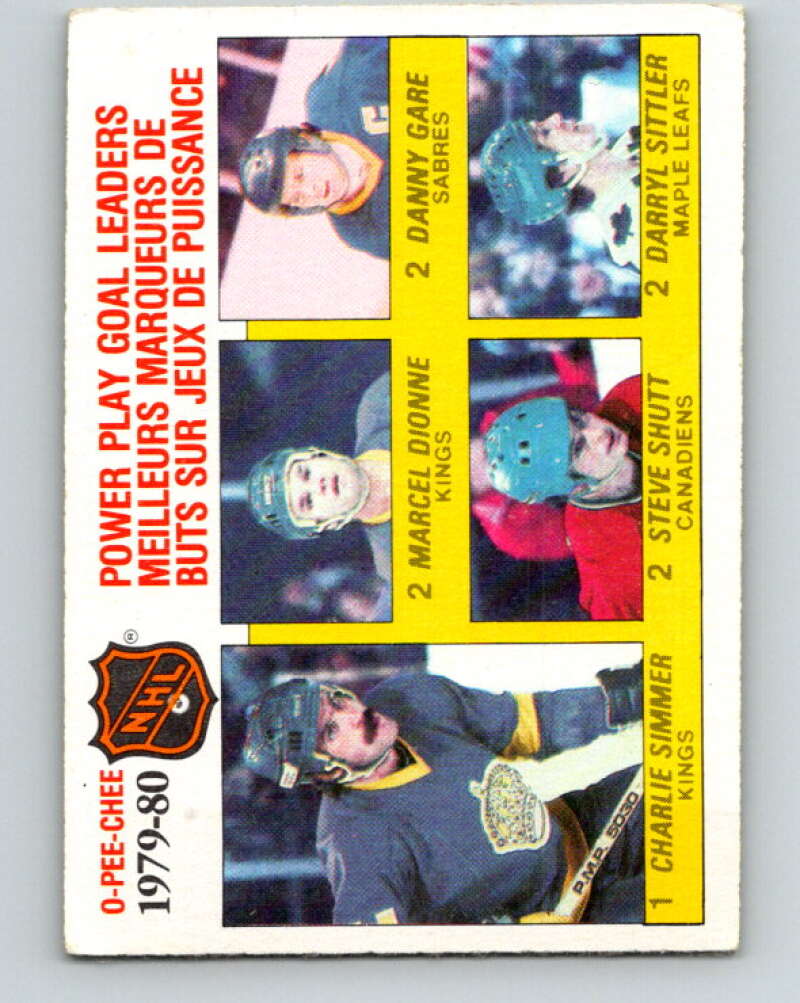 O-PEE-CHEE
1979-80
NHL
®
POWER PLAY GOAL LEADERS
MEILLEURS MARQUEURS DE
BUTS SUR JEUX DE PUISSANCE
P.M.P. 5030
1 CHARLIE SIMMER
KINGS
2 MARCEL DIONNE
KINGS
2 DANNY GARE
SABRES
2 STEVE SHUTT
CANADIENS
2 DARRYL SITTLER
MAPLE LEAFS
C